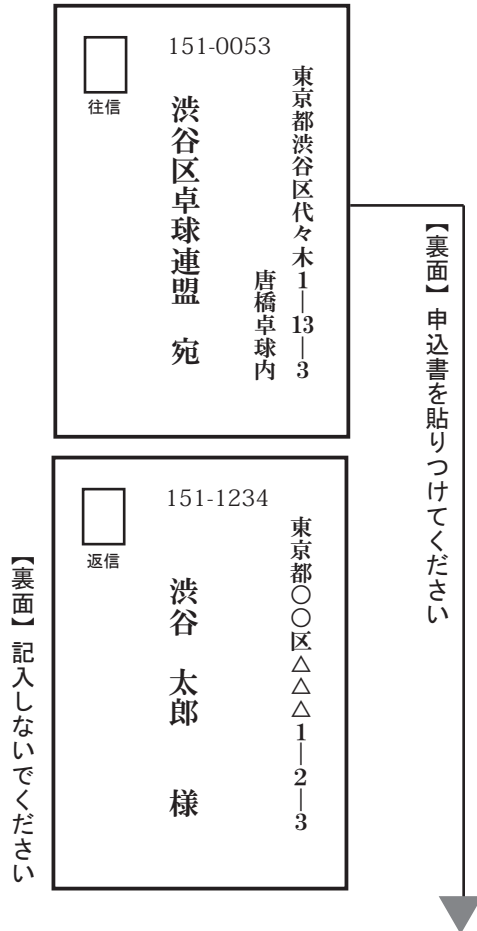 151-0053
東京都渋谷区代々木1―13―3
唐橋卓球内
渋谷区卓球連盟 宛
往信
【裏面】申込書を貼りつけてください
151-1234
東京都○○区△△△1―2―3
渋谷 太郎 様
返信
【裏面】記入しないでください